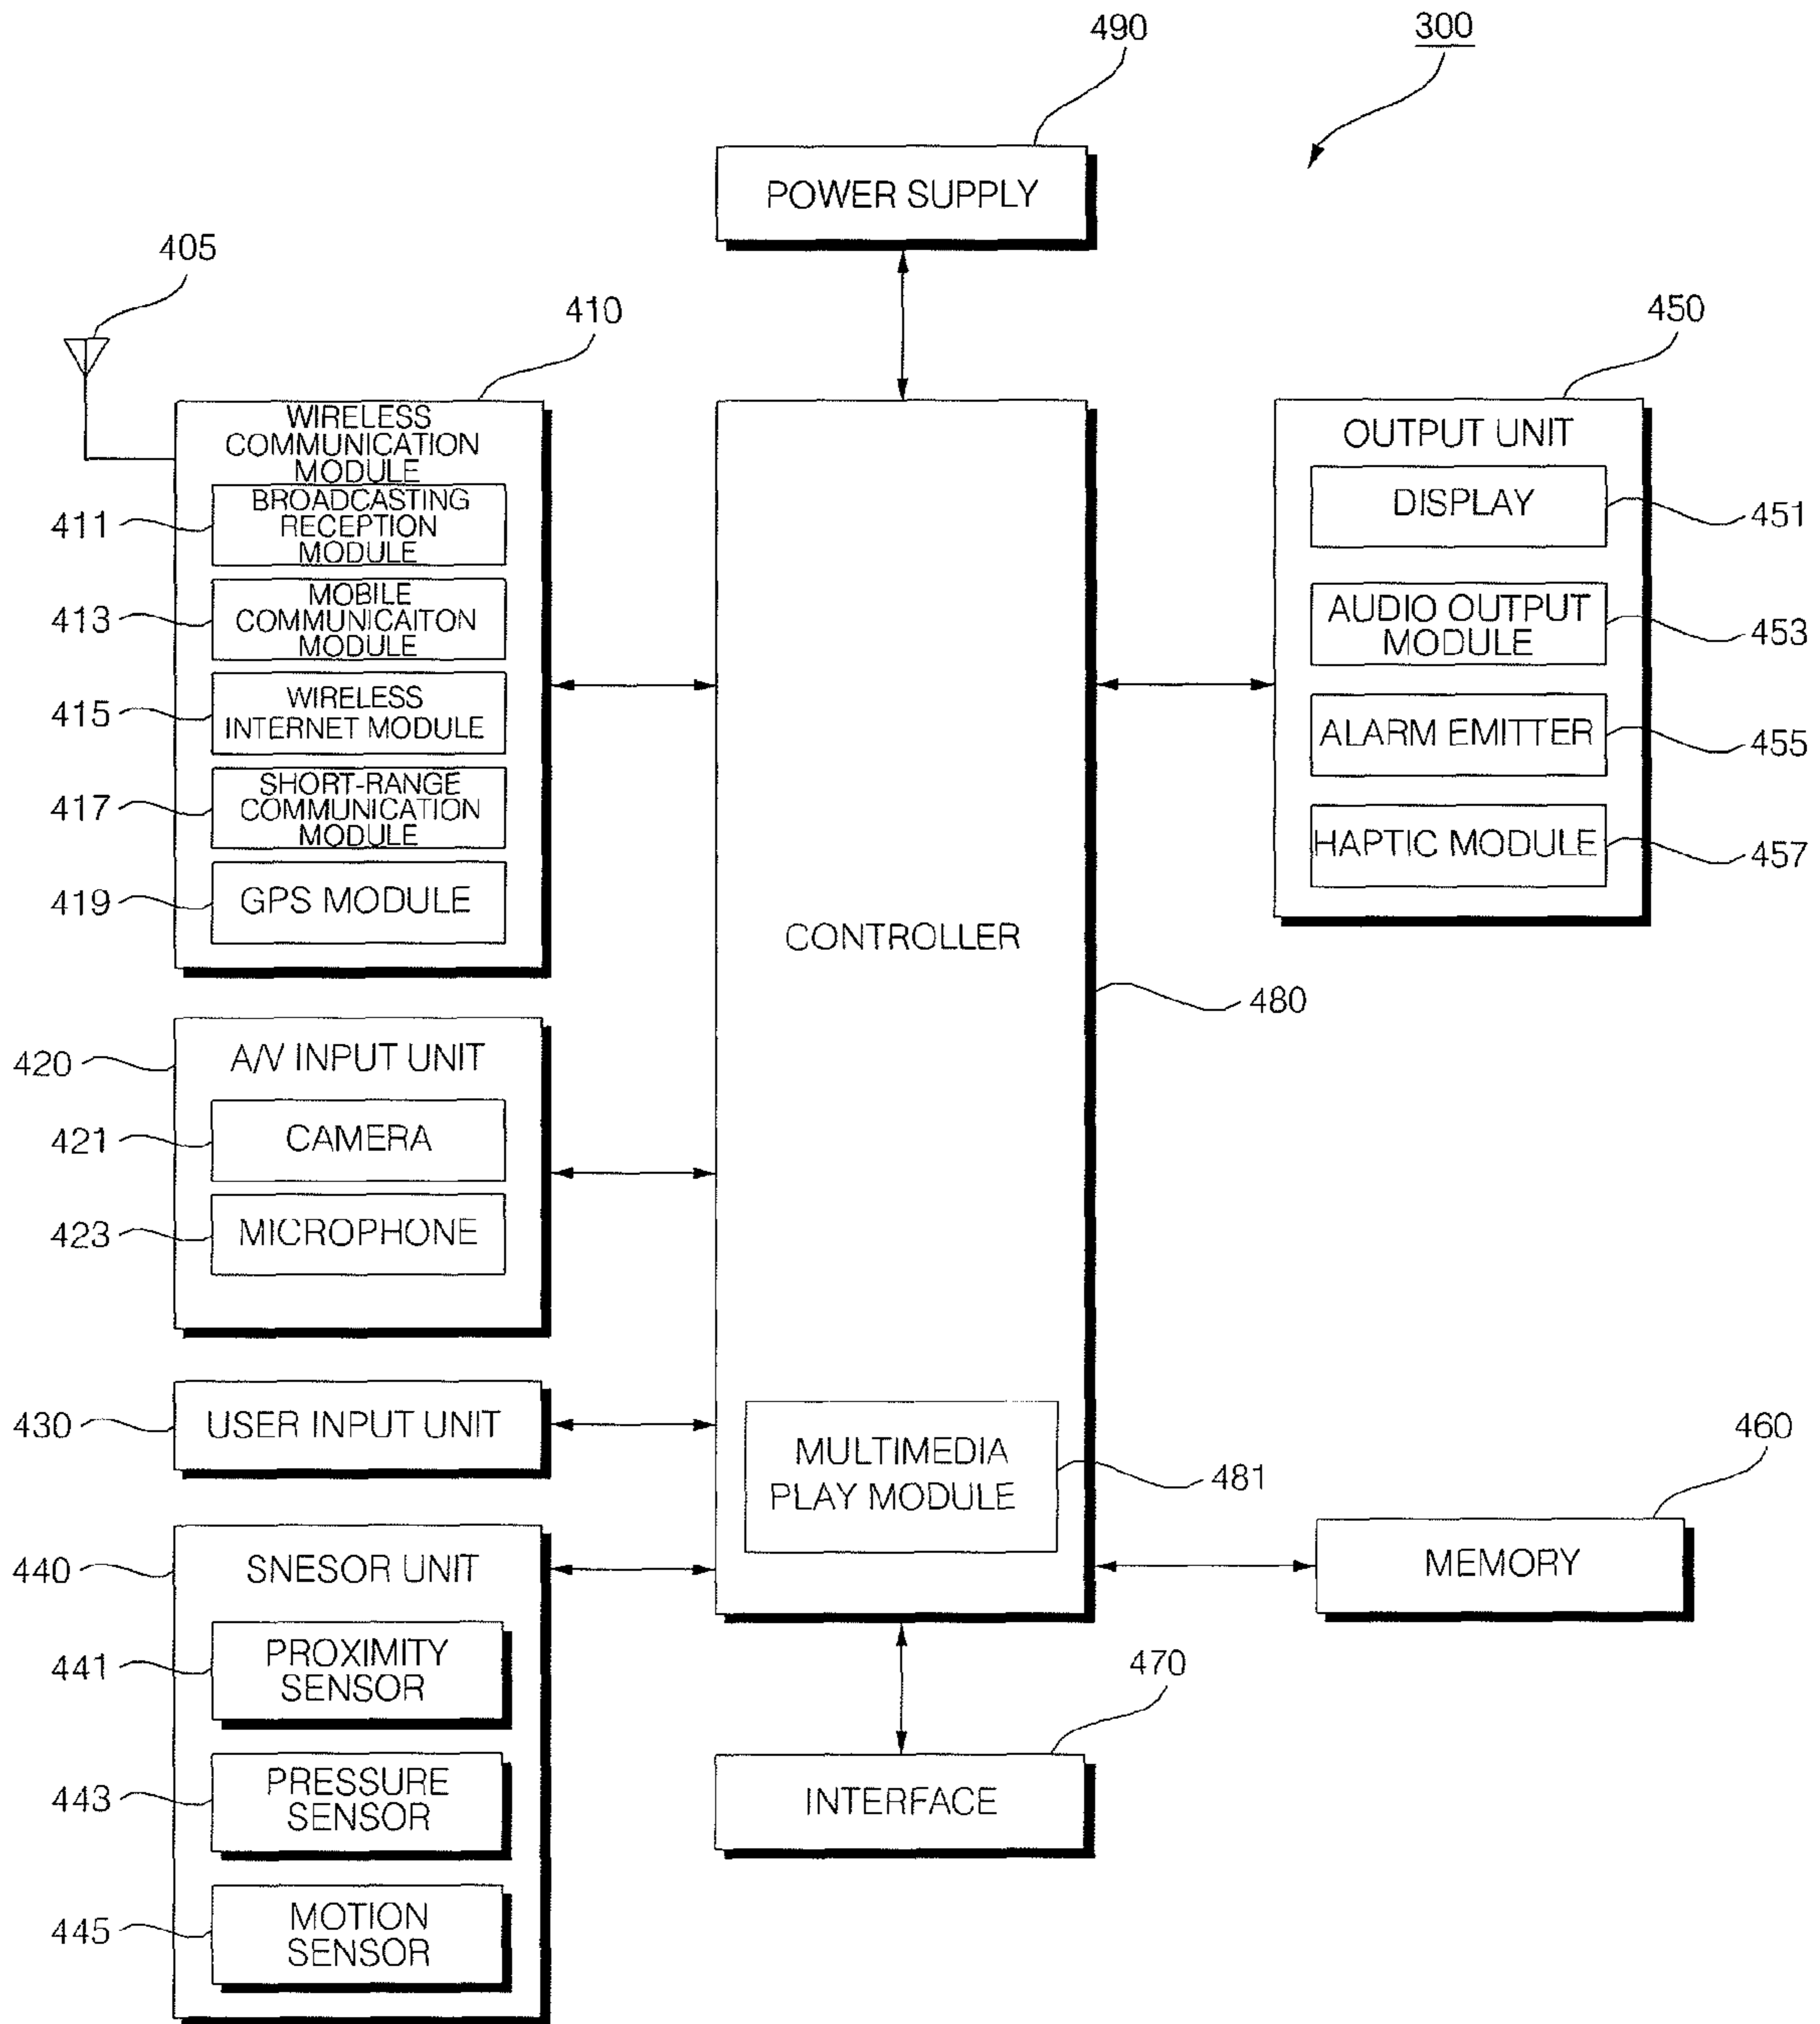 490
300
POWER SUPPLY
405
410
450
WIRELESS
COMMUNICATION
MODULE
OUTPUT UNIT
411
BROADCASTING
RECEPTION
MODULE
DISPLAY
451
413
MOBILE
COMMUNICAITON
MODULE
AUDIO OUTPUT
MODULE
453
415
WIRELESS
INTERNET MODULE
ALARM EMITTER
455
417
SHORT-RANGE
COMMUNICATION
MODULE
HAPTIC MODULE
457
419
GPS MODULE
CONTROLLER
480
420
A/V INPUT UNIT
421
CAMERA
423
MICROPHONE
430
USER INPUT UNIT
MULTIMEDIA
PLAY MODULE
481
460
440
SNESOR UNIT
MEMORY
441
PROXIMITY
SENSOR
470
443
PRESSURE
SENSOR
INTERFACE
445
MOTION
SENSOR